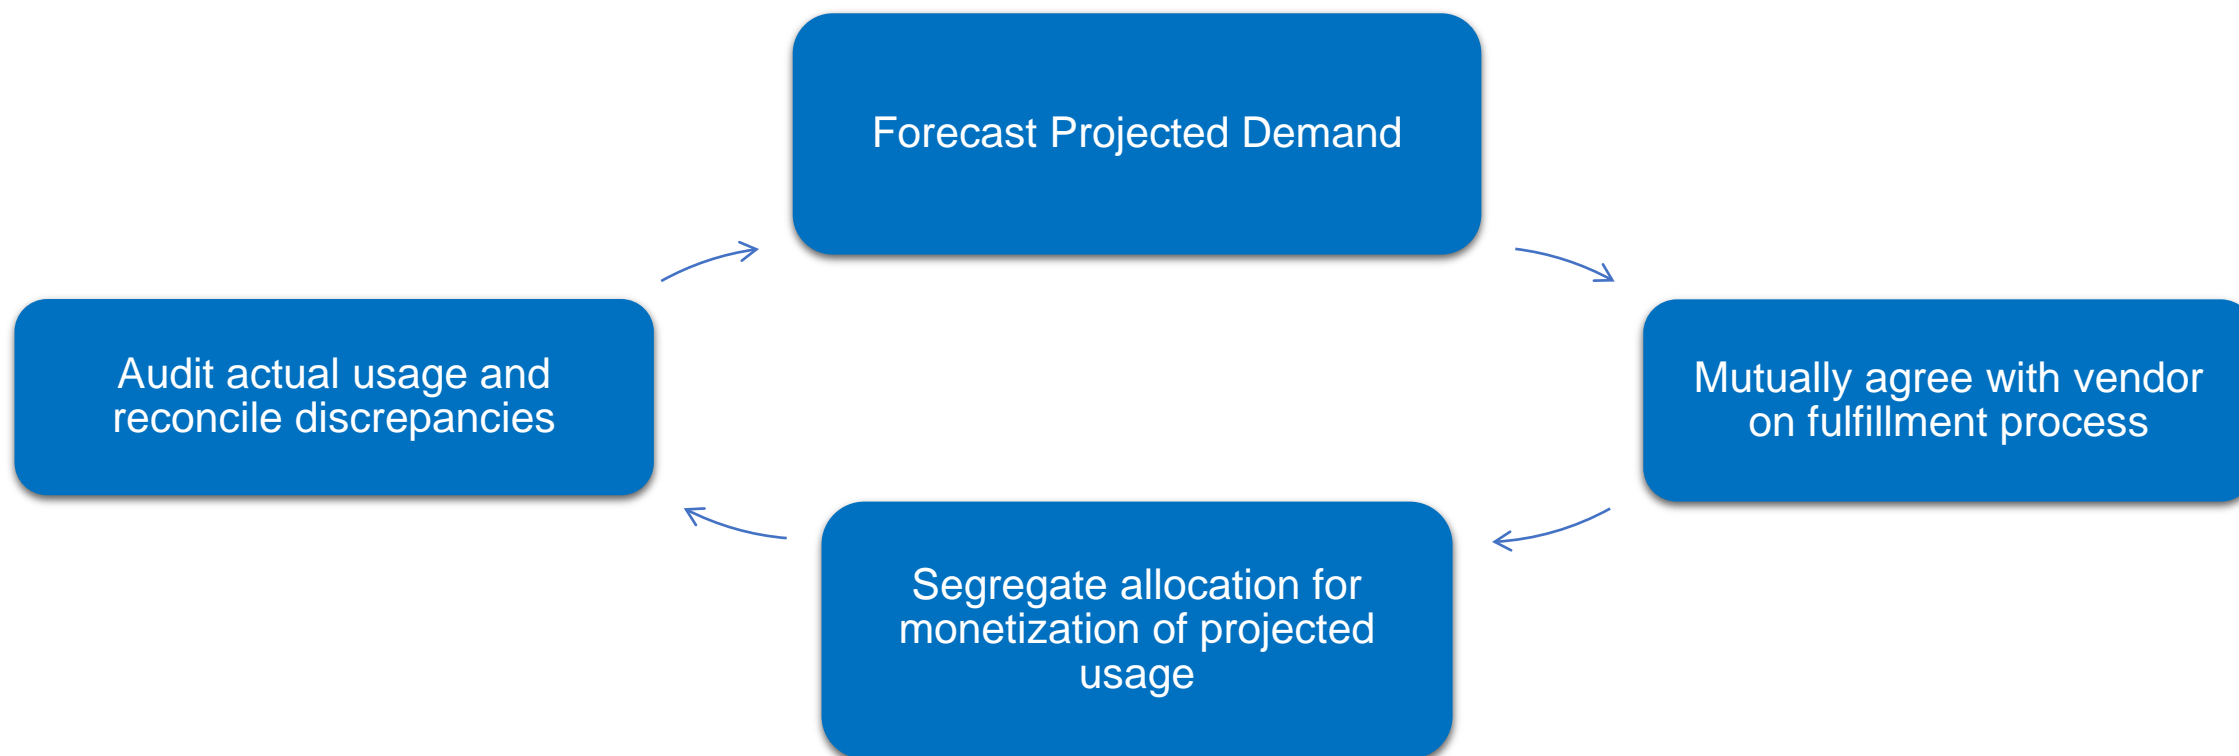 Forecast Projected Demand
Audit actual usage and
reconcile discrepancies
Mutually agree with vendor
on fulfillment process
Segregate allocation for
monetization of projected
usage